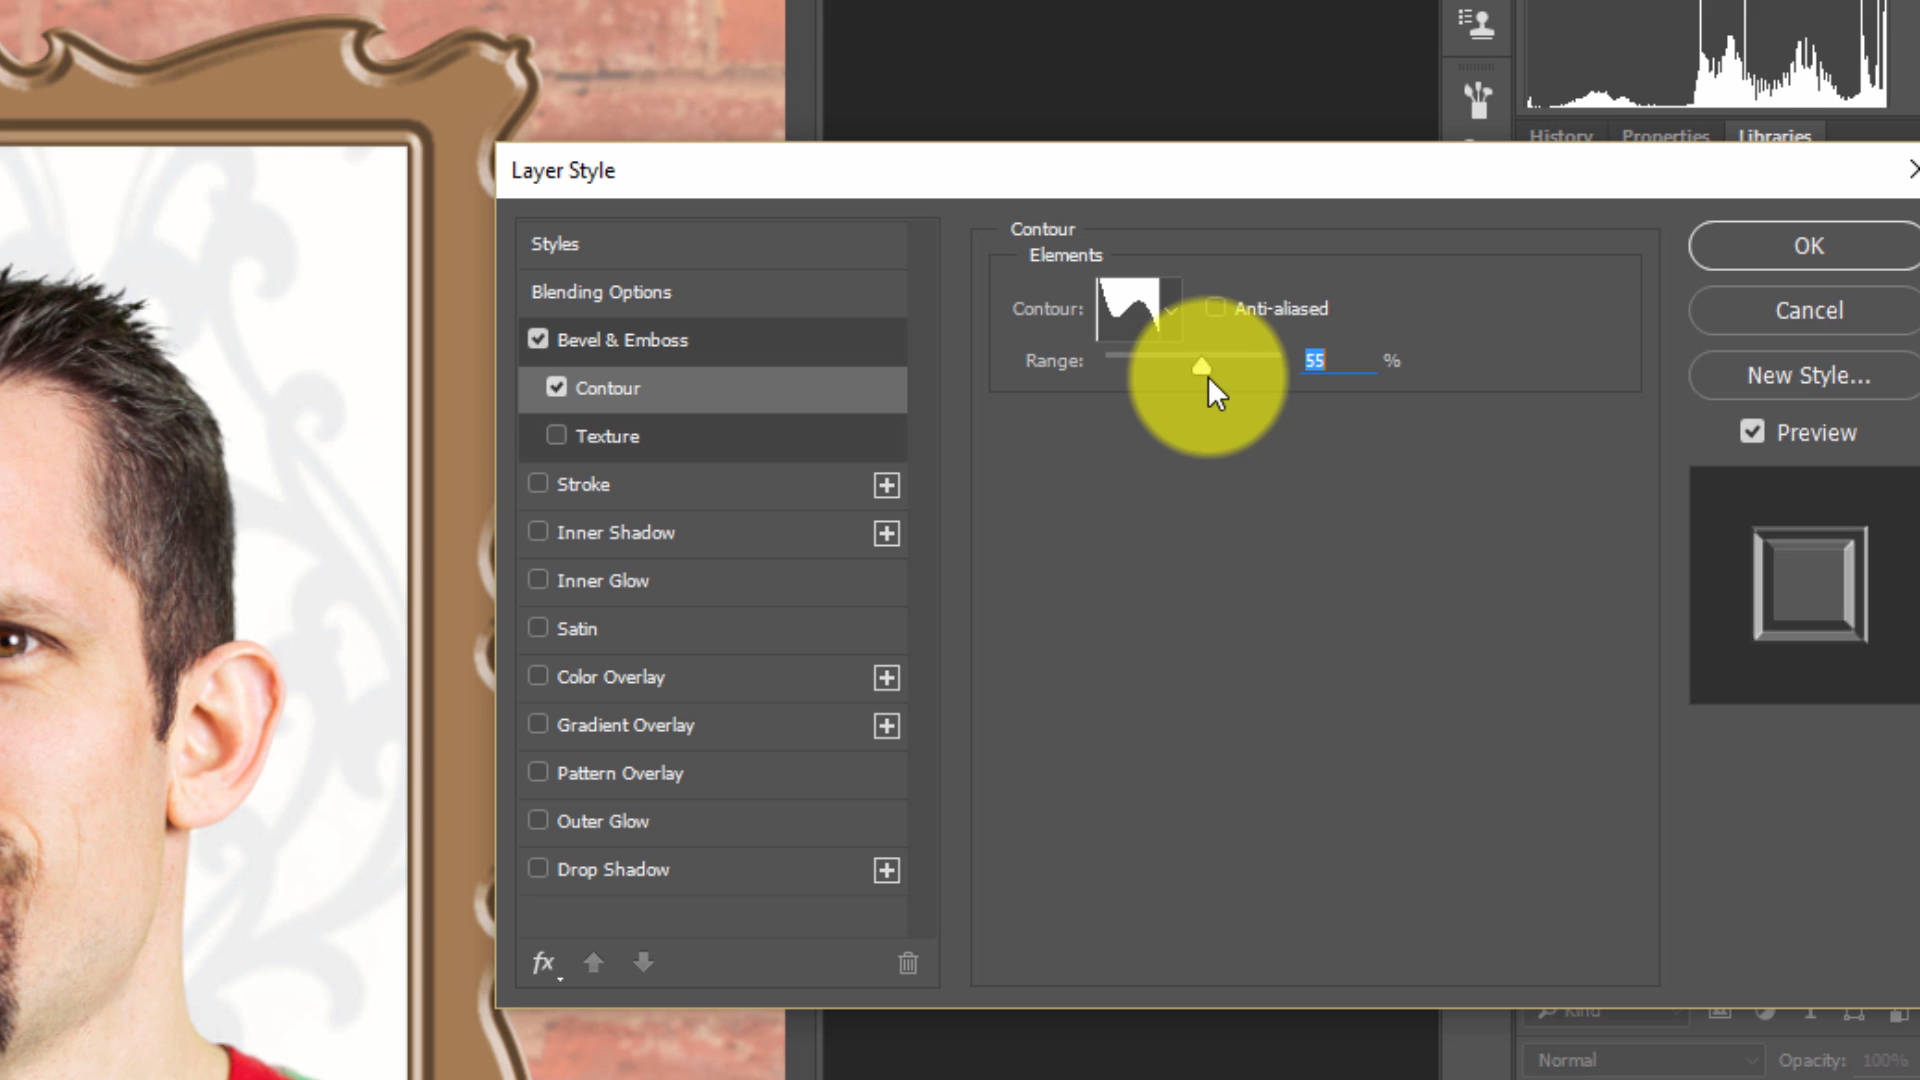 History Properties Libraries
Layer Style
Styles
Blending Options
Bevel & Emboss
Contour
Texture
Stroke
Inner Shadow
Inner Glow
Satin
Color Overlay
Gradient Overlay
Pattern Overlay
Outer Glow
Drop Shadow
fx
Contour
Elements
Contour: Anti-aliased
Range: 55 %
OK
Cancel
New Style...
Preview
Kind
Normal Opacity: 100%